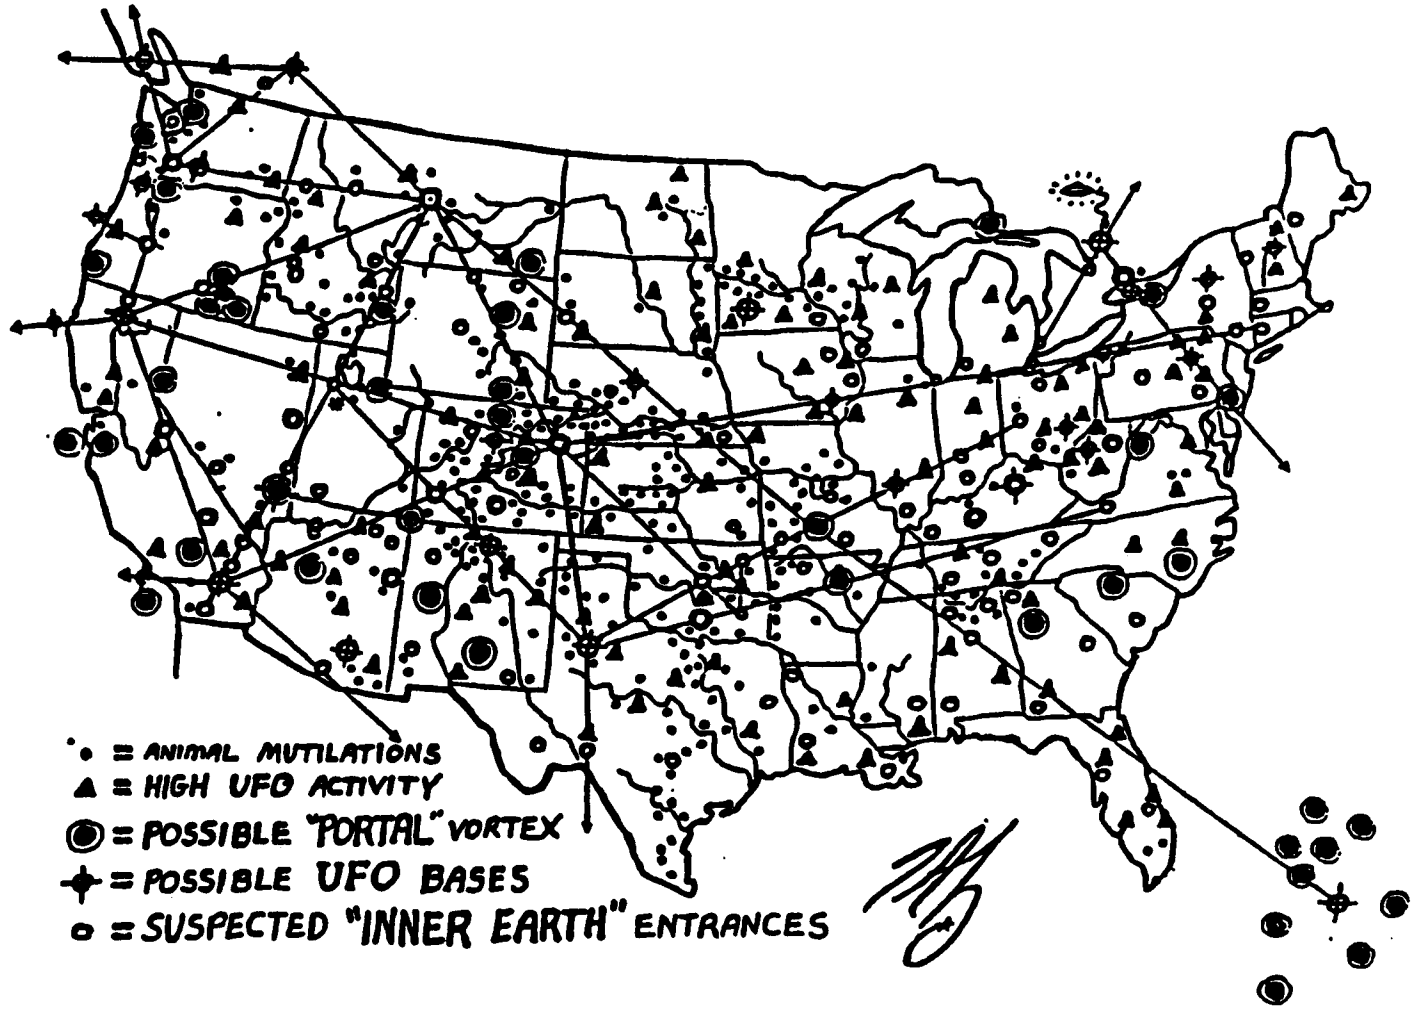 = ANIMAL MUTILATIONS
= HIGH UFO ACTIVITY
= POSSIBLE "PORTAL" VORTEX
= POSSIBLE UFO BASES
= SUSPECTED "INNER EARTH" ENTRANCES